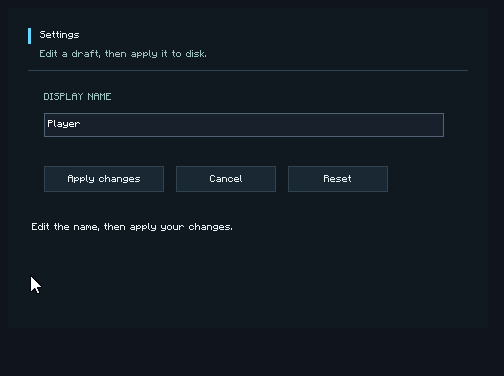 Settings
Edit a draft, then apply it to disk.
DISPLAY NAME
Player
Apply changes
Cancel
Reset
Edit the name, then apply your changes.